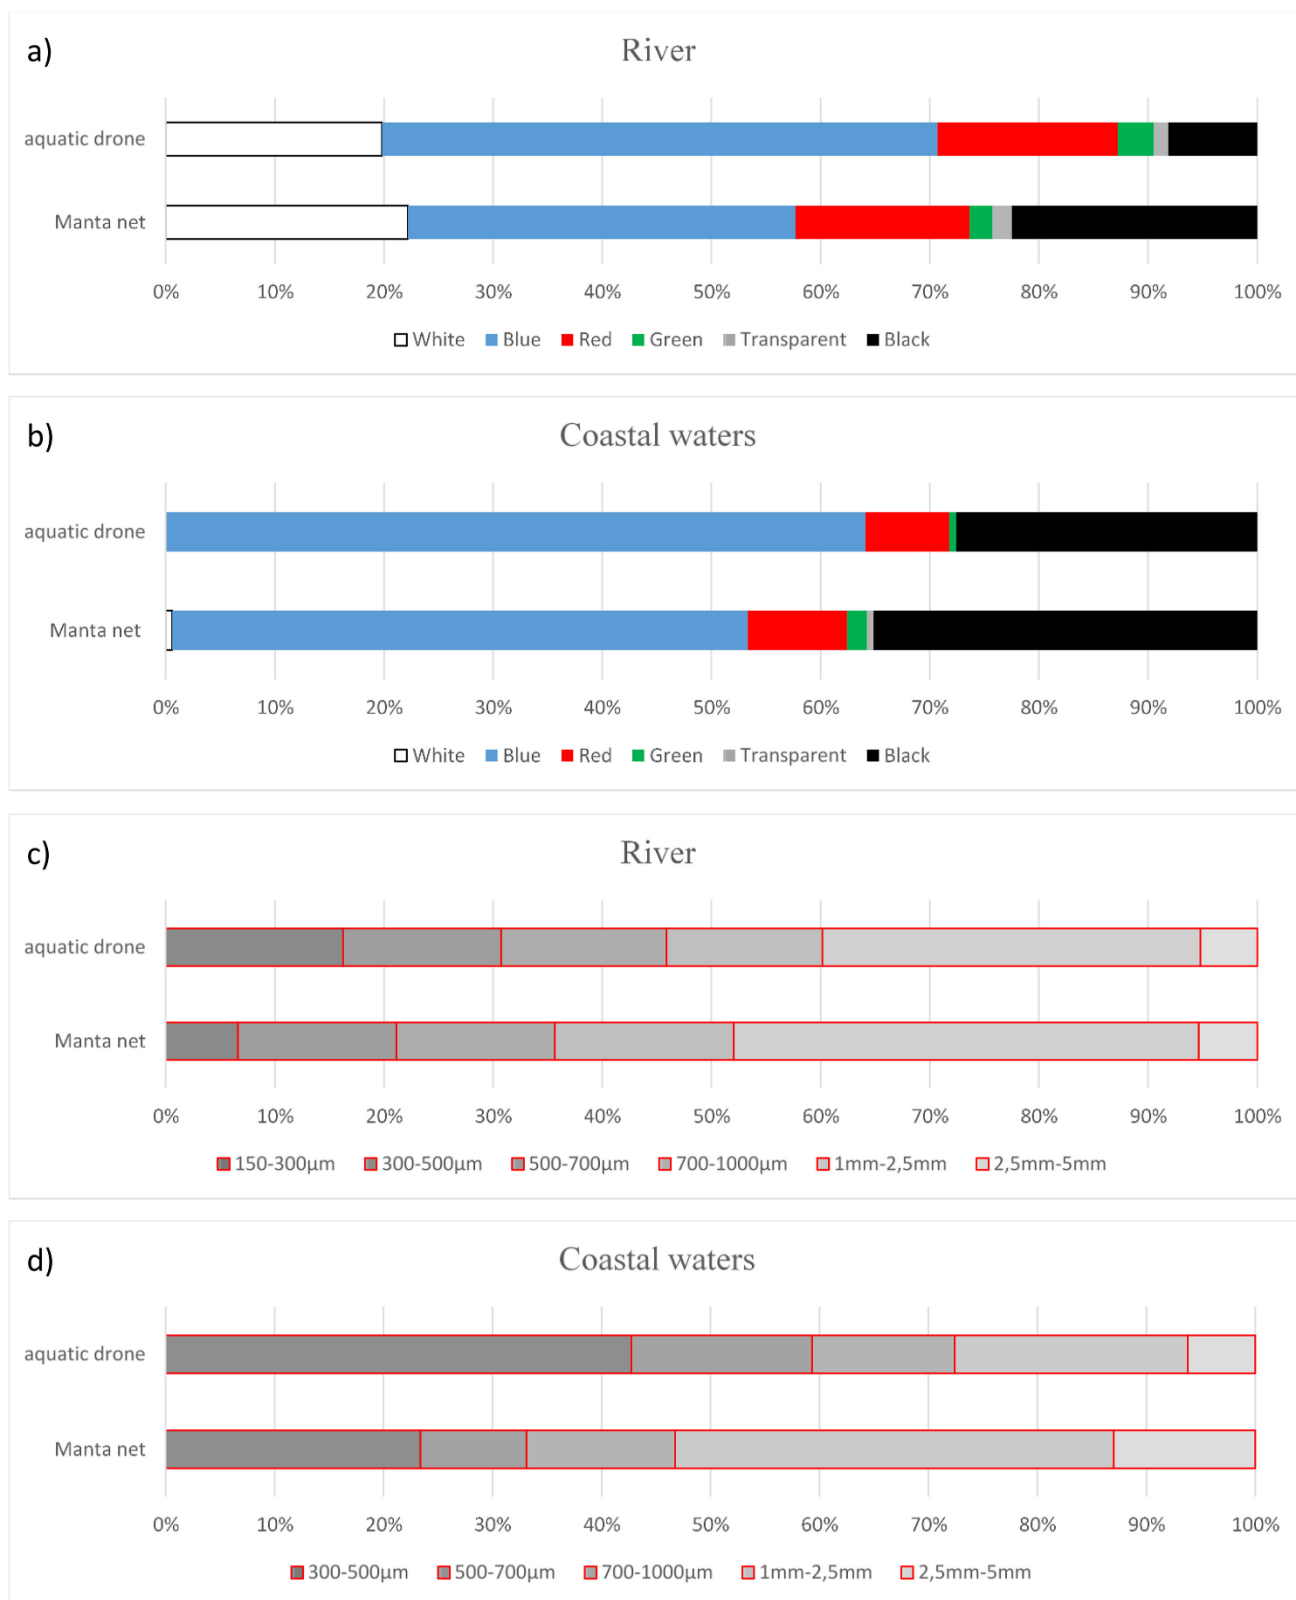 a)
River
aquatic drone
Manta net
0% 10% 20% 30% 40% 50% 60% 70% 80% 90% 100%
White Blue Red Green Transparent Black
b)
Coastal waters
aquatic drone
Manta net
0% 10% 20% 30% 40% 50% 60% 70% 80% 90% 100%
White Blue Red Green Transparent Black
c)
River
aquatic drone
Manta net
0% 10% 20% 30% 40% 50% 60% 70% 80% 90% 100%
150-300µm 300-500µm 500-700µm 700-1000µm 1mm-2,5mm 2,5mm-5mm
d)
Coastal waters
aquatic drone
Manta net
0% 10% 20% 30% 40% 50% 60% 70% 80% 90% 100%
300-500µm 500-700µm 700-1000µm 1mm-2,5mm 2,5mm-5mm